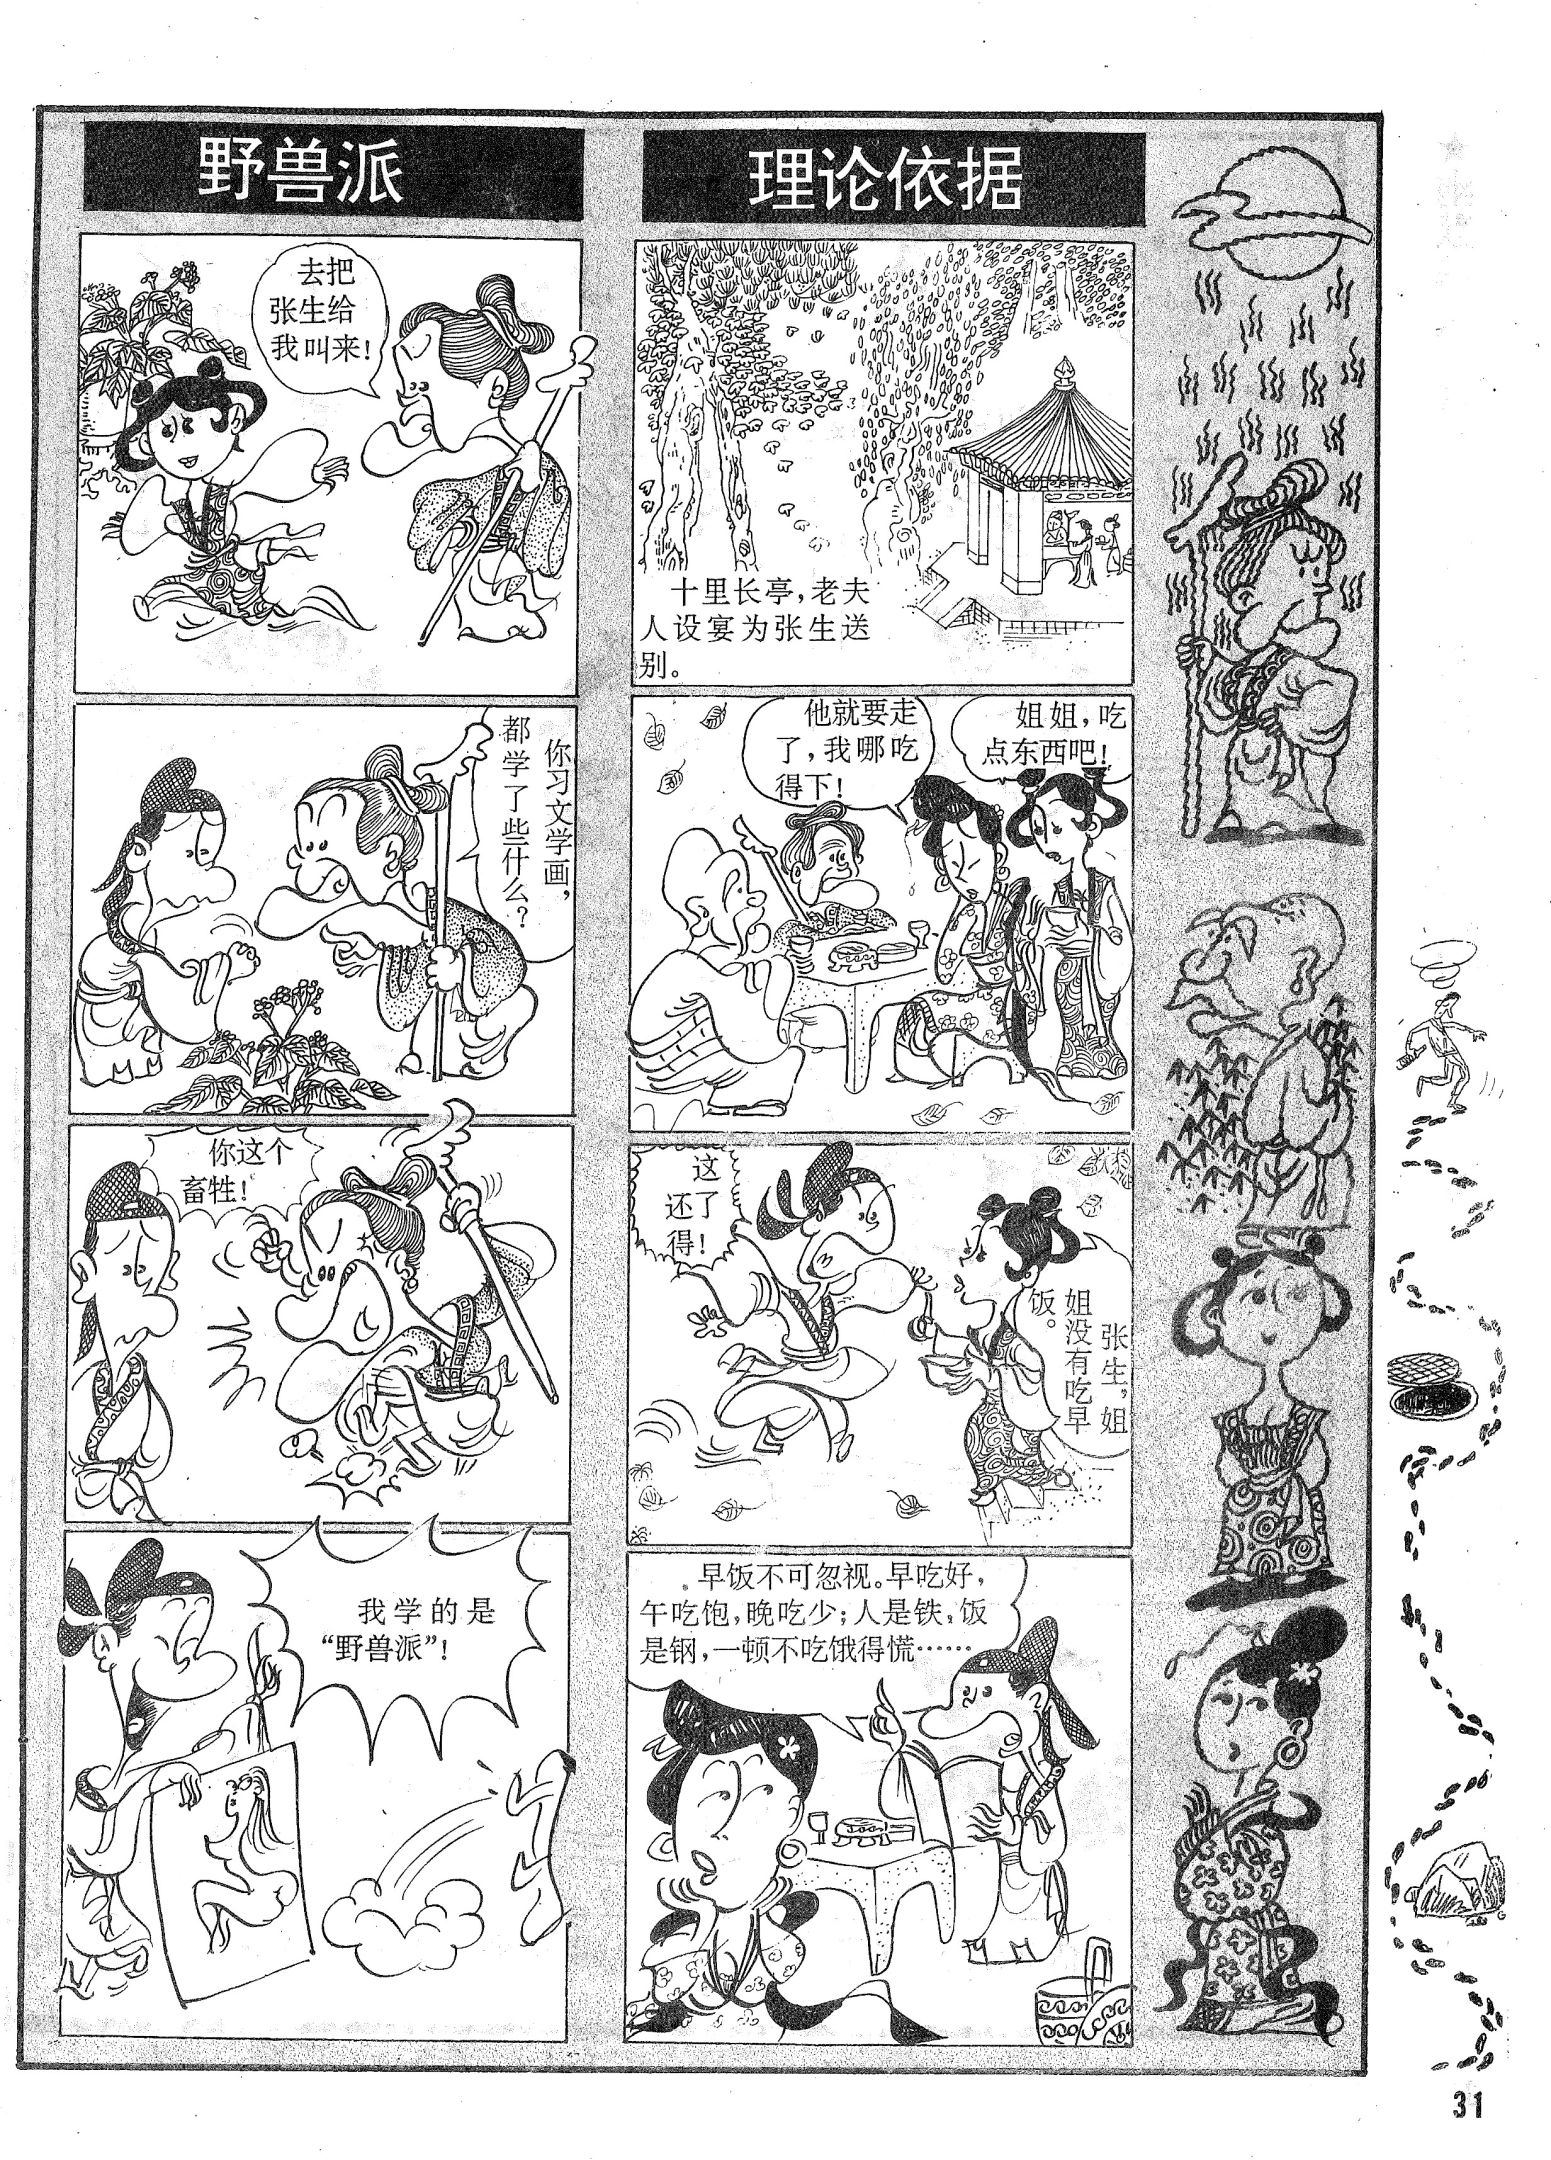 野兽派
去把
张生给
我叫来！
你习文学画，
都学了些什么？
你这个
畜牲！
我学的是
“野兽派”！
理论依据
十里长亭，老夫
人设宴为张生送
别。
他就要走
了，我哪吃
得下！
姐姐，吃
点东西吧！
这
还了
得！
张生，姐
姐没有吃早
饭。
早饭不可忽视。早吃好，
午吃饱，晚吃少；人是铁，饭
是钢，一顿不吃饿得慌……
31